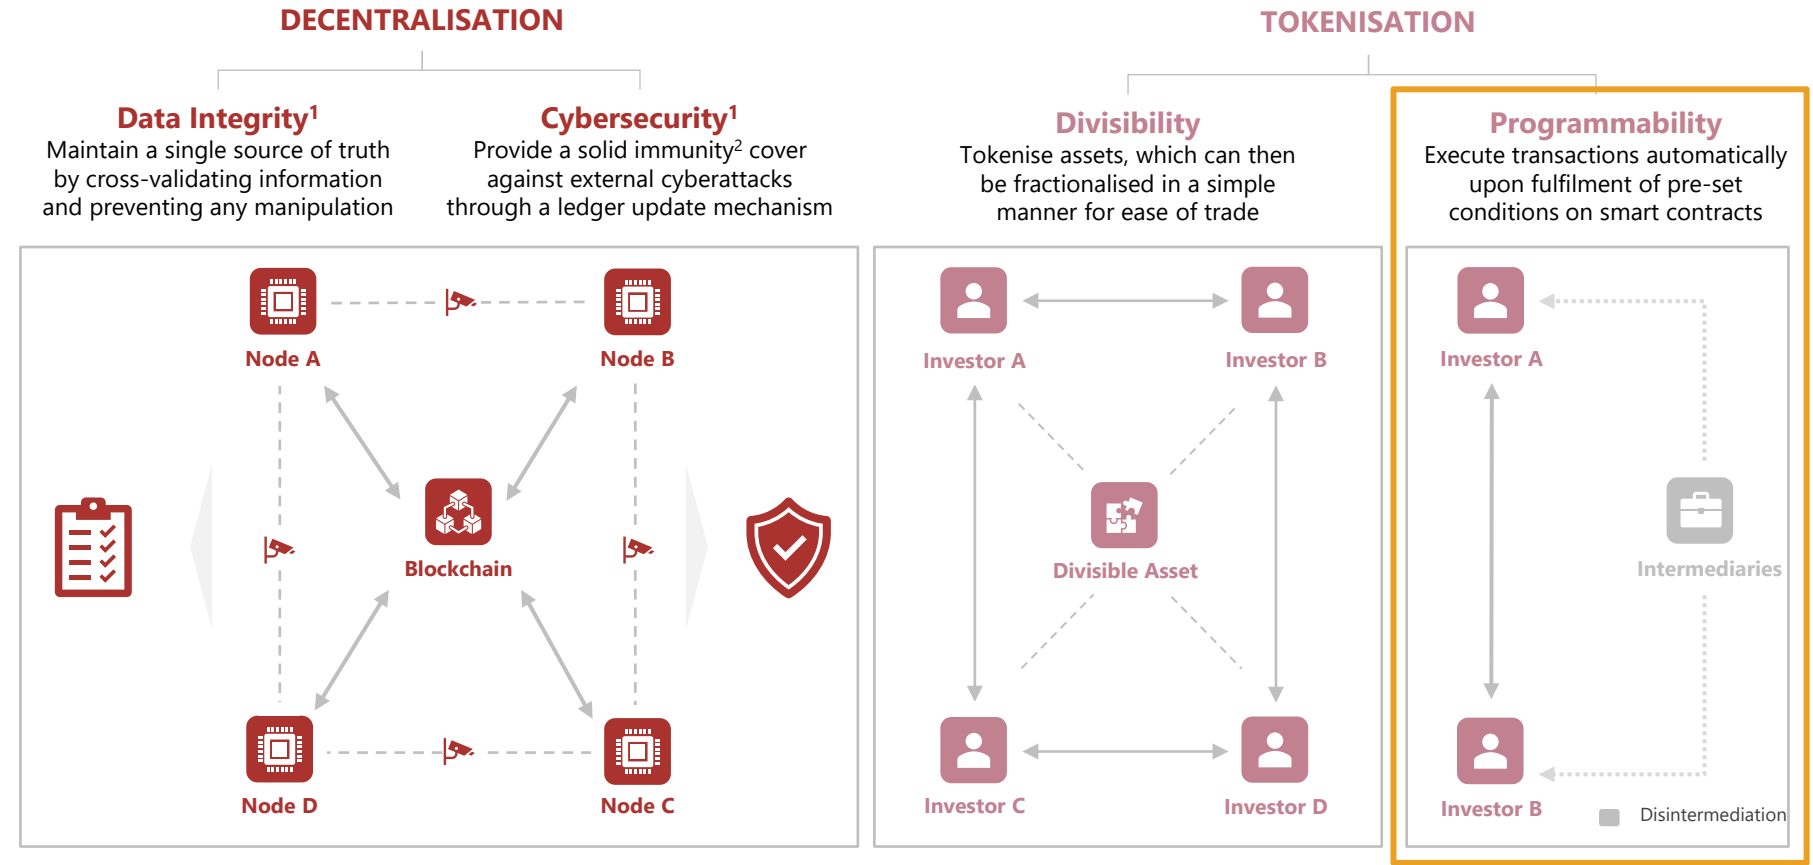 DECENTRALISATION
TOKENISATION
Data Integrity¹
Maintain a single source of truth
by cross-validating information
and preventing any manipulation
Cybersecurity¹
Provide a solid immunity² cover
against external cyberattacks
through a ledger update mechanism
Divisibility
Tokenise assets, which can then
be fractionalised in a simple
manner for ease of trade
Programmability
Execute transactions automatically
upon fulfilment of pre-set
conditions on smart contracts
Node A
Node B
Blockchain
Node D
Node C
Investor A
Investor B
Divisible Asset
Investor C
Investor D
Investor A
Intermediaries
Investor B
Disintermediation